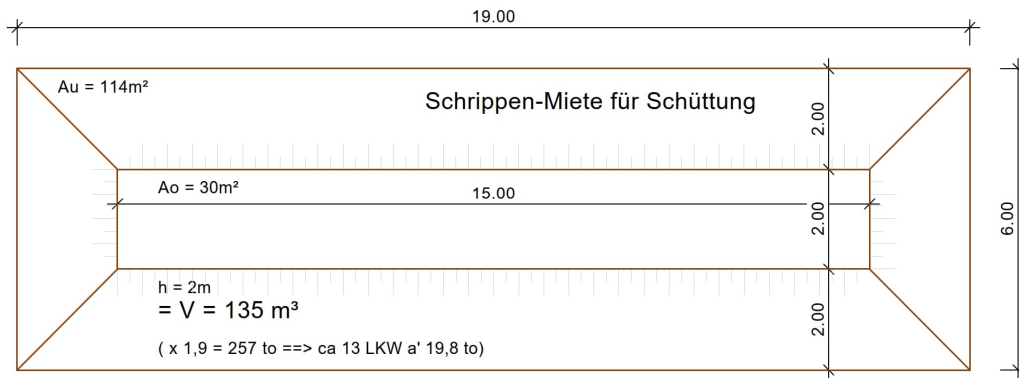 19.00
Au = 114m²
Schrippen-Miete für Schüttung
2.00
Ao = 30m²
15.00
2.00
6.00
h = 2m
= V = 135 m³
2.00
( x 1,9 = 257 to ==> ca 13 LKW a' 19,8 to)